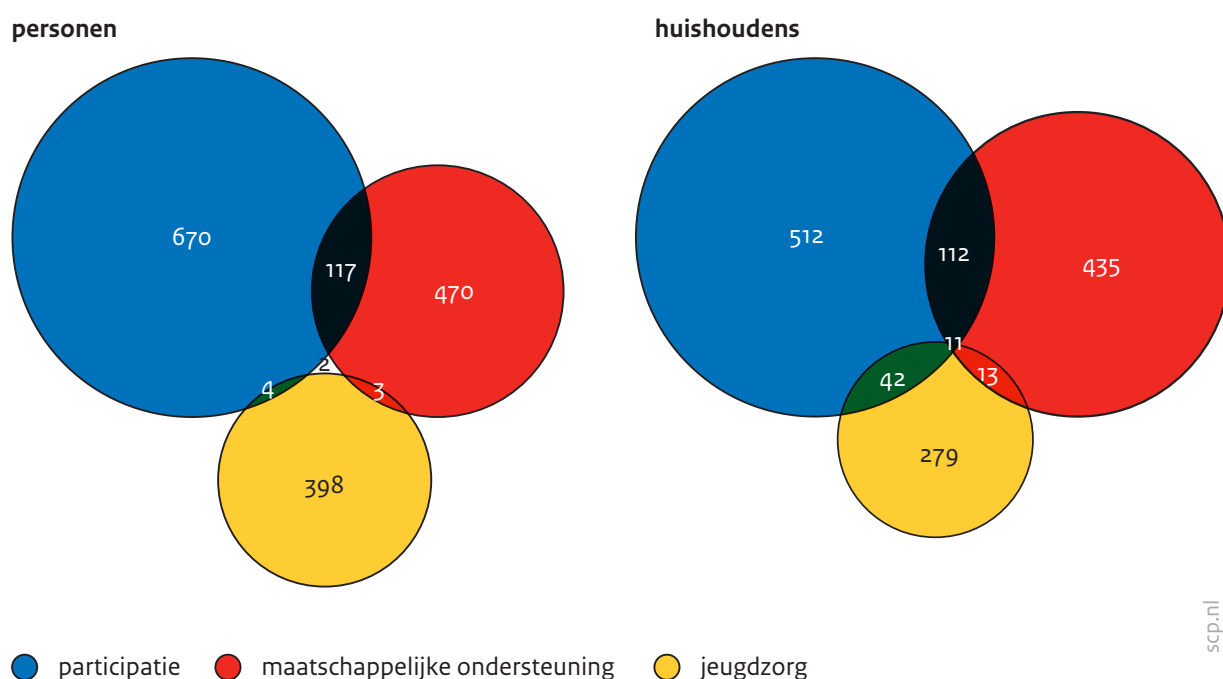 personen
huishoudens
670
117
470
2
4
3
398
512
112
435
11
42
13
279
scp.nl
participatie
maatschappelijke ondersteuning
jeugdzorg